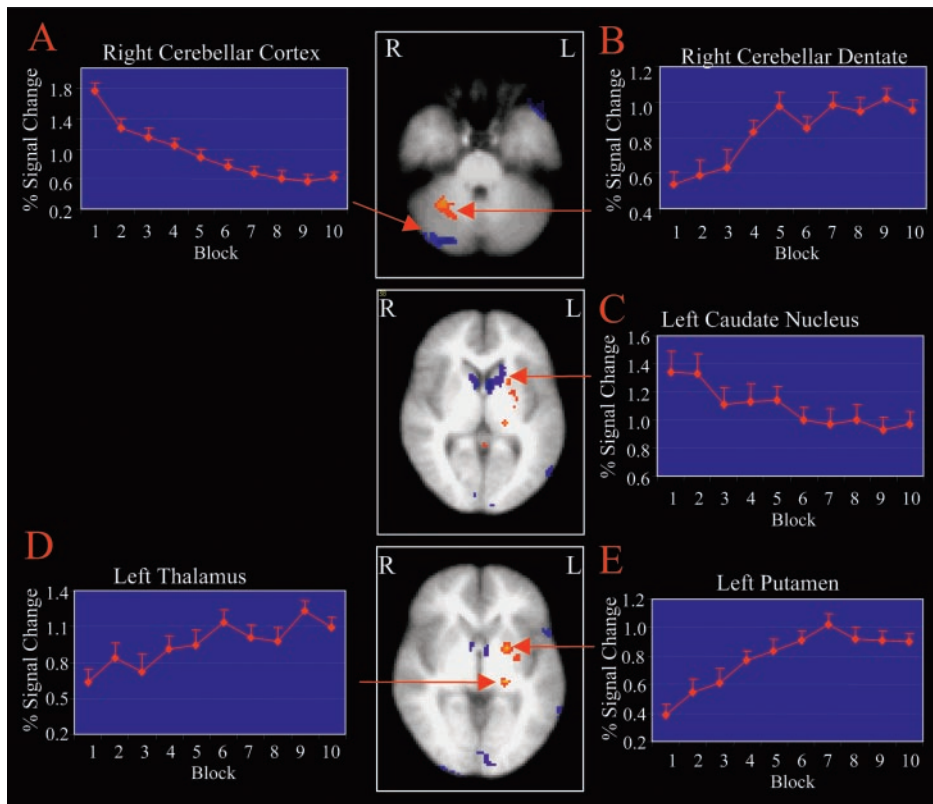 A
Right Cerebellar Cortex
% Signal Change
1.8
1.4
1.0
0.6
0.2
1 2 3 4 5 6 7 8 9 10
Block
R L
B
Right Cerebellar Dentate
% Signal Change
1.2
1.0
0.8
0.6
0.4
1 2 3 4 5 6 7 8 9 10
Block
R L
C
Left Caudate Nucleus
% Signal Change
1.6
1.4
1.2
1.0
0.8
0.6
1 2 3 4 5 6 7 8 9 10
Block
D
Left Thalamus
% Signal Change
1.4
1.1
0.8
0.5
0.2
1 2 3 4 5 6 7 8 9 10
Block
R L
E
Left Putamen
% Signal Change
1.2
1.0
0.8
0.6
0.4
0.2
1 2 3 4 5 6 7 8 9 10
Block